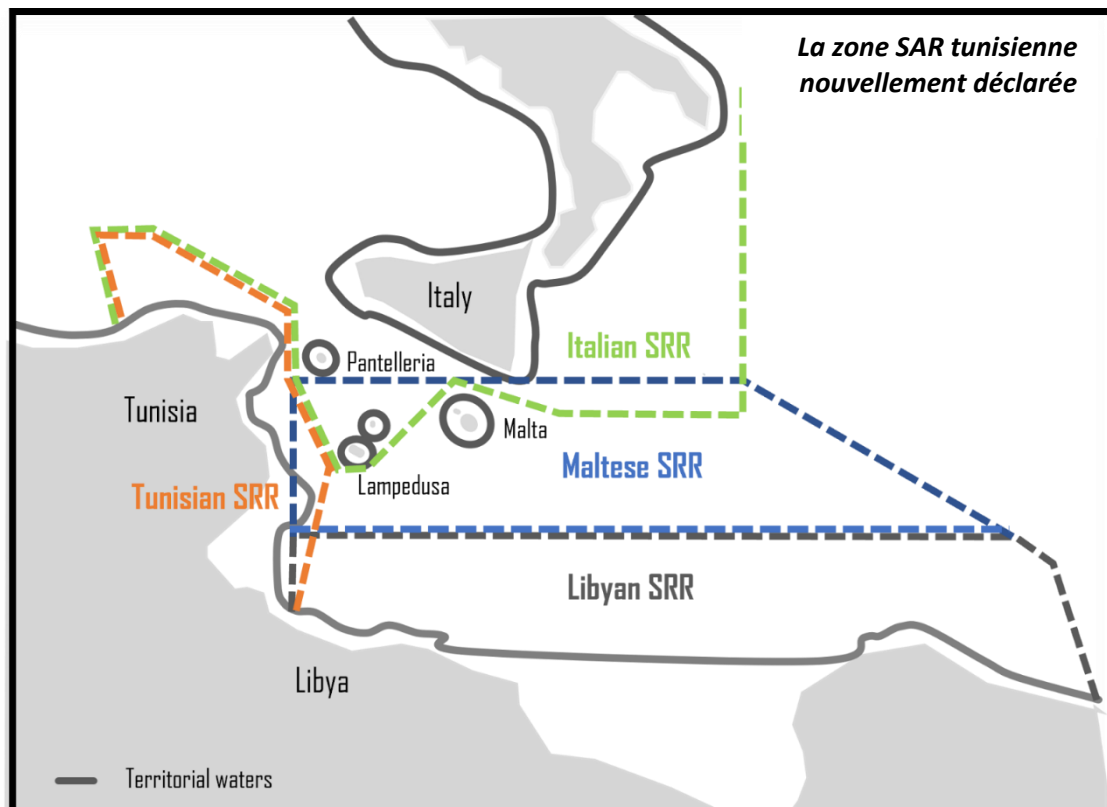 La zone SAR tunisienne
nouvellement déclarée
Italy
Italian SRR
Pantelleria
Tunisia
Malta
Maltese SRR
Lampedusa
Tunisian SRR
Libyan SRR
Libya
Territorial waters